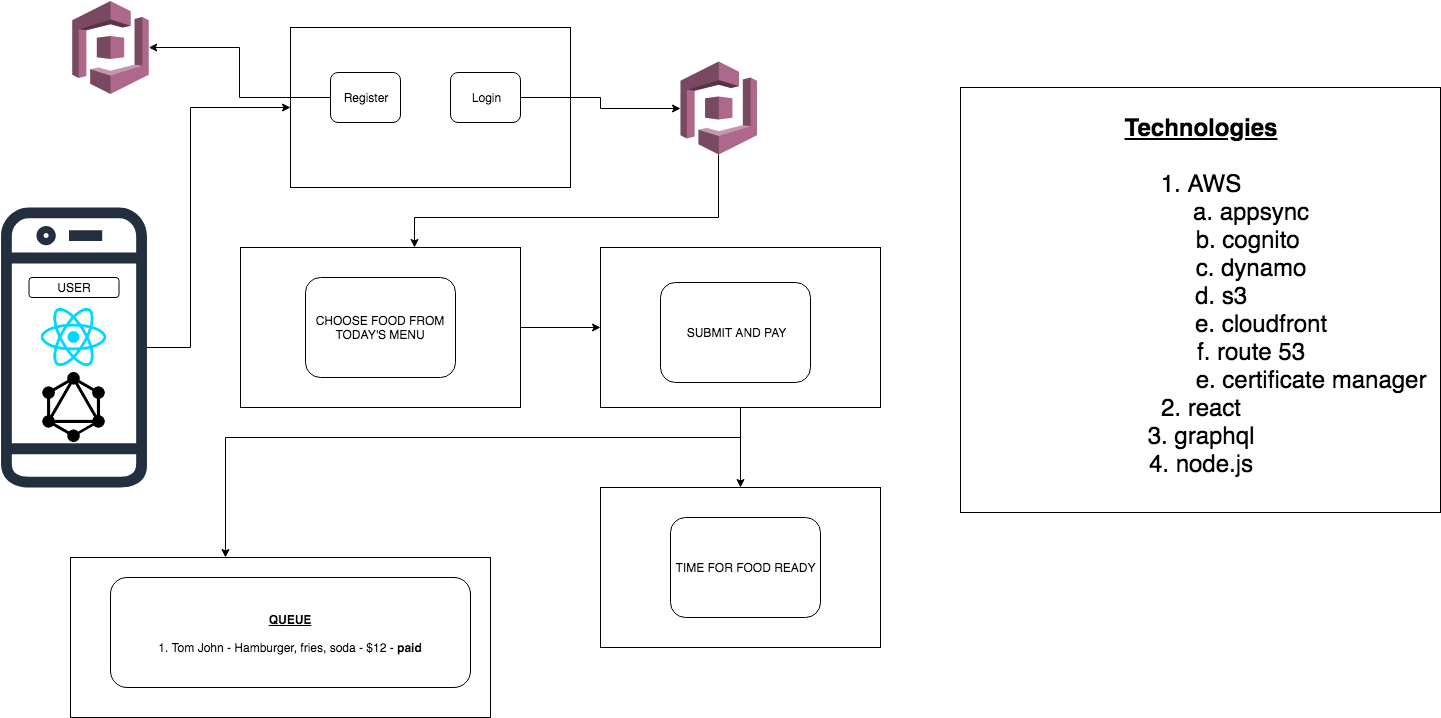 Register
Login
USER
CHOOSE FOOD FROM
TODAY'S MENU
SUBMIT AND PAY
TIME FOR FOOD READY
QUEUE
1. Tom John - Hamburger, fries, soda - $12 - paid
Technologies
1. AWS
a. appsync
b. cognito
c. dynamo
d. s3
e. cloudfront
f. route 53
e. certificate manager
2. react
3. graphql
4. node.js